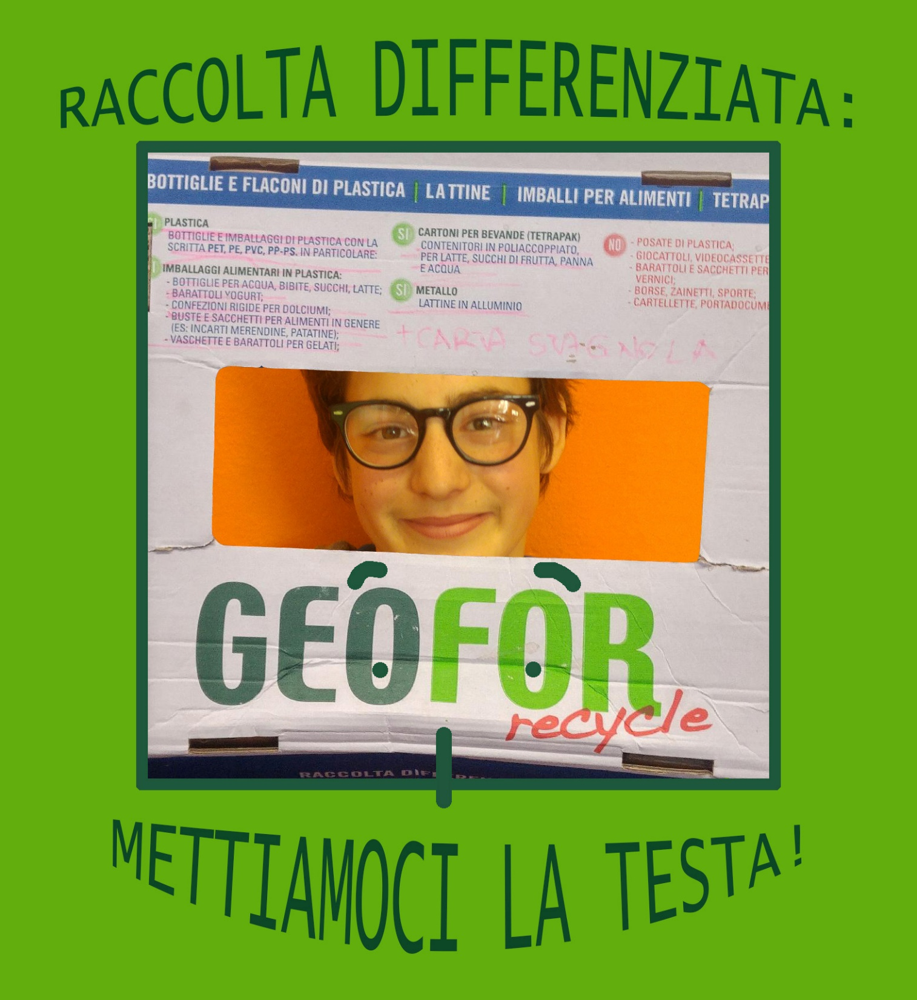 RACCOLTA DIFFERENZIATA:
BOTTIGLIE E FLACONI DI PLASTICA | LATTINE | IMBALLI PER ALIMENTI | TETRAP
SI PLASTICA
BOTTIGLIE E IMBALLAGGI DI PLASTICA CON LA
SCRITTA PET, PE, PVC, PP-PS. IN PARTICOLARE:
IMBALLAGGI ALIMENTARI IN PLASTICA:
- BOTTIGLIE PER ACQUA, BIBITE, SUCCHI, LATTE;
- BARATTOLI YOGURT;
- CONFEZIONI RIGIDE PER DOLCIUMI;
- BUSTE E SACCHETTI PER ALIMENTI IN GENERE
(ES: INCARTI MERENDINE, PATATINE);
- VASCHETTE E BARATTOLI PER GELATI;
SI CARTONI PER BEVANDE (TETRAPAK)
CONTENITORI IN POLIACCOPPIATO,
PER LATTE, SUCCHI DI FRUTTA, PANNA
E ACQUA
SI METALLO
LATTINE IN ALLUMINIO
NO - POSATE DI PLASTICA;
- GIOCATTOLI, VIDEOCASSETTE
- BARATTOLI E SACCHETTI PER
VERNICI;
- BORSE, ZAINETTI, SPORTE;
- CARTELLETTE, PORTADOCUME
+ CARTA STAGNOLA
GEOFOR
recycle
RACCOLTA DIFFEREN
METTIAMOCI LA TESTA!